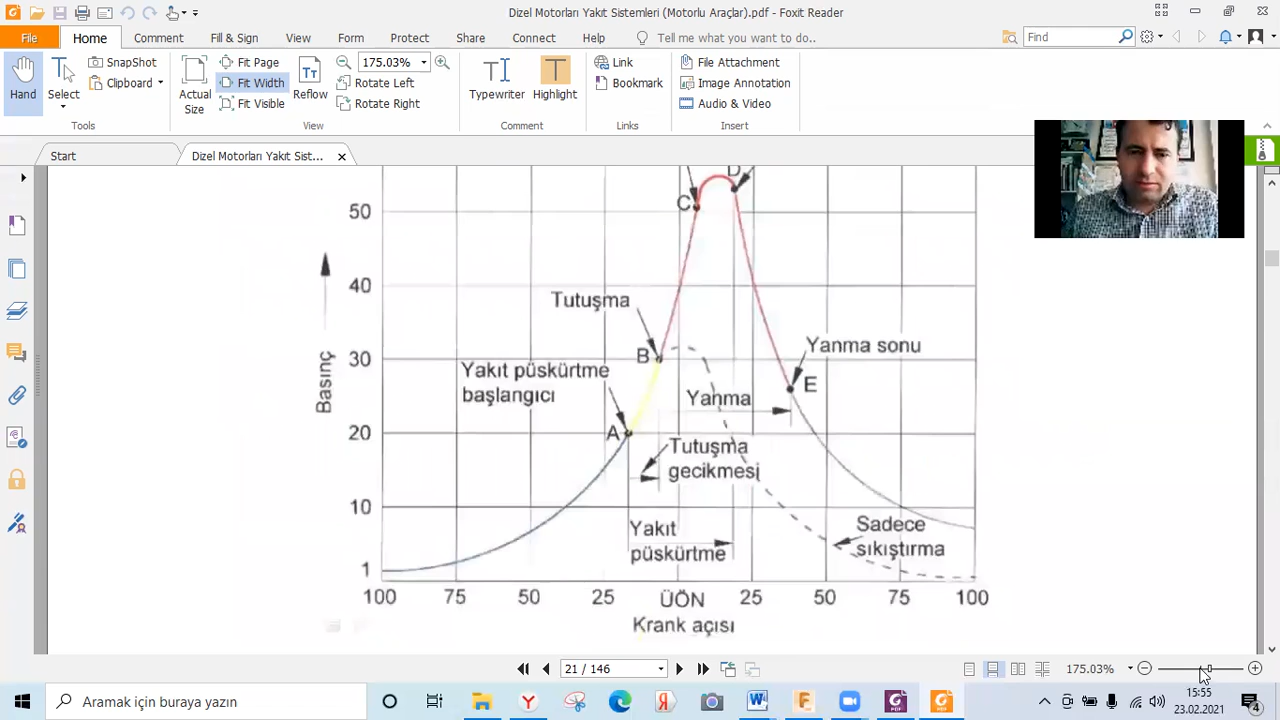 Dizel Motorları Yakıt Sistemleri (Motorlu Araçlar).pdf - Foxit Reader
File Home Comment Fill & Sign View Form Protect Share Connect Help Tell me what you want to do.. Find
Hand
Select
SnapShot
Clipboard
Tools
Actual Size
Fit Page
Fit Width
Fit Visible
Reflow
175.03%
Rotate Left
Rotate Right
View
Typewriter
Highlight
Comment
Link
Bookmark
Links
File Attachment
Image Annotation
Audio & Video
Insert
Start
Dizel Motorları Yakıt Sist...
D
C
50
40
Tutuşma
30
B
Yanma sonu
E
Yakıt püskürtme
başlangıcı
Yanma
Basınç
20
A
Tutuşma
gecikmesi
10
Yakıt
püskürtme
Sadece
sıkıştırma
1
100 75 50 25 ÜÖN 25 50 75 100
Krank açısı
21 / 146
175.03%
Aramak için buraya yazın
15:55
23.02.2021
4